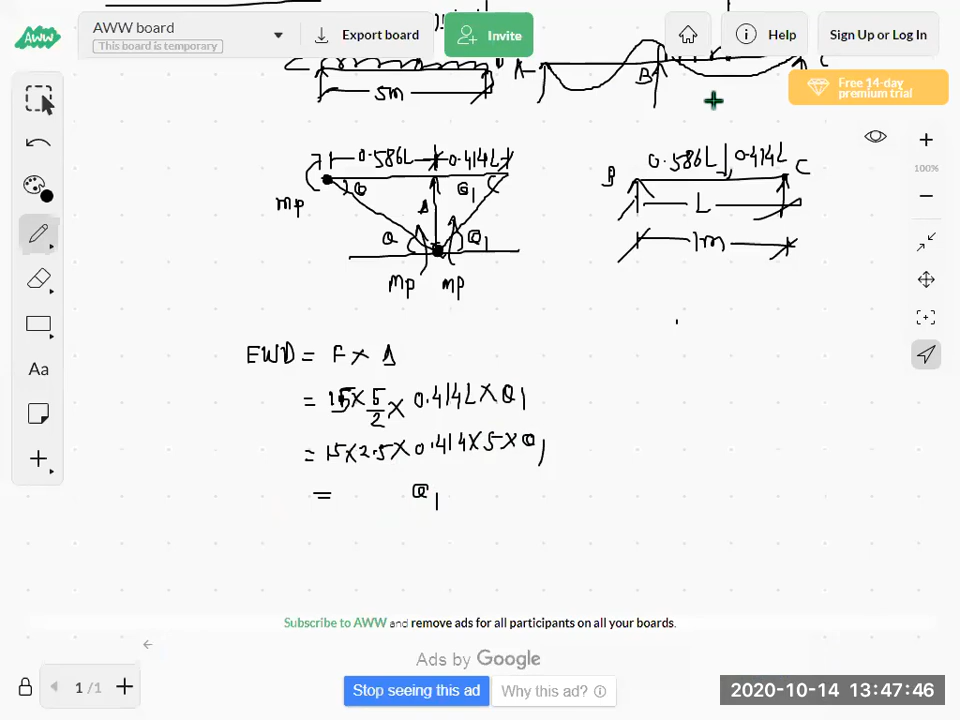 AWW board
This board is temporary
Export board
Invite
Help
Sign Up or Log In
AWW
Free 14-day
premium trial
5m
A
B
C
0.586L 0.414L
0.586L 0.414L
B C
mp
θ θ1
Δ
L
θ θ1
1m
mp mp
100%
EWD = F × Δ
= 15 × 5/2 × 0.414L × θ1
= 15 × 2.5 × 0.414 × 5 × θ1
= θ1
Aa
Subscribe to AWW and remove ads for all participants on all your boards.
Ads by Google
1 /1
Stop seeing this ad
Why this ad?
2020-10-14 13:47:46